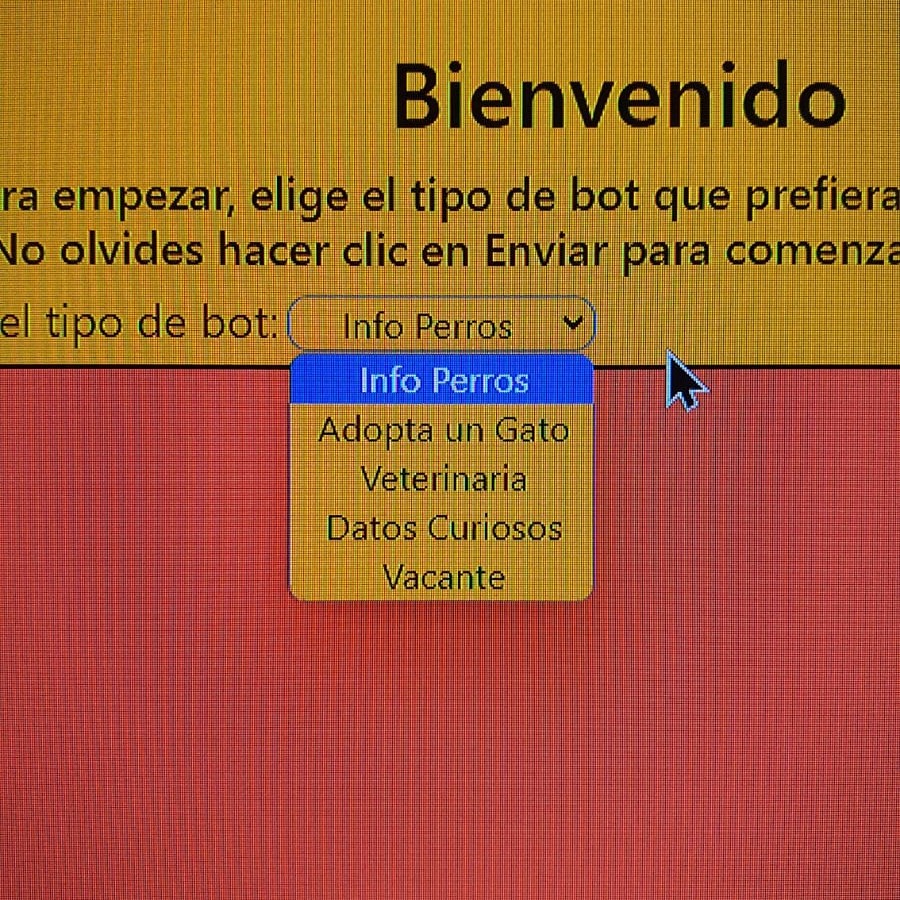 Bienvenido
ra empezar, elige el tipo de bot que prefiera
No olvides hacer clic en Enviar para comenza
el tipo de bot: Info Perros
Info Perros
Adopta un Gato
Veterinaria
Datos Curiosos
Vacante